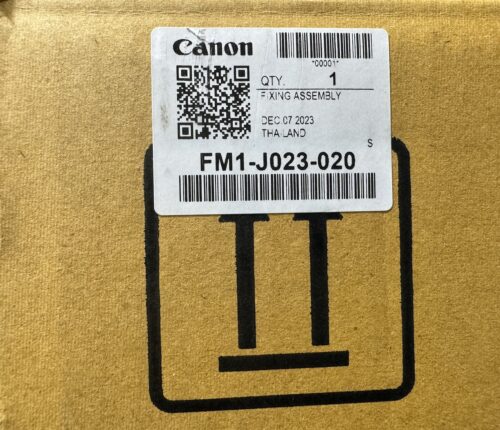 Canon
*00001*
QTY. 1
FIXING ASSEMBLY
DEC.07 2023
THAILAND
S
FM1-J023-020